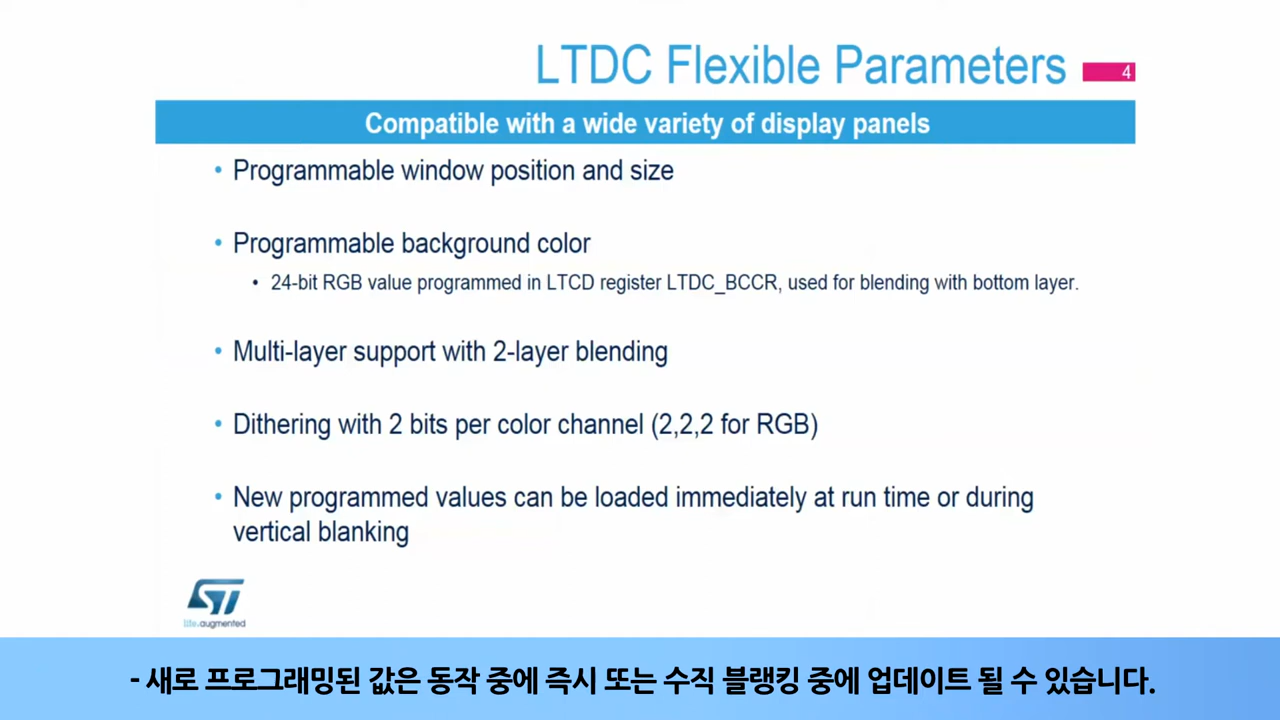 LTDC Flexible Parameters
4
Compatible with a wide variety of display panels
• Programmable window position and size
• Programmable background color
• 24-bit RGB value programmed in LTCD register LTDC_BCCR, used for blending with bottom layer.
• Multi-layer support with 2-layer blending
• Dithering with 2 bits per color channel (2,2,2 for RGB)
• New programmed values can be loaded immediately at run time or during
vertical blanking
ST
life.augmented
- 새로 프로그래밍된 값은 동작 중에 즉시 또는 수직 블랭킹 중에 업데이트 될 수 있습니다.